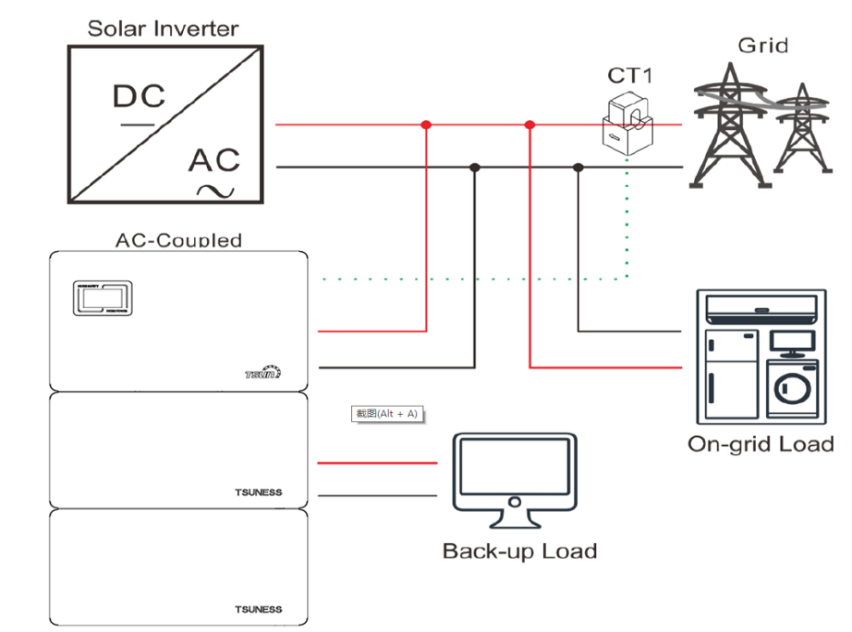 Solar Inverter
Grid
CT1
DC
AC
AC-Coupled
TSUN
截图(Alt + A)
On-grid Load
TSUNESS
Back-up Load
TSUNESS